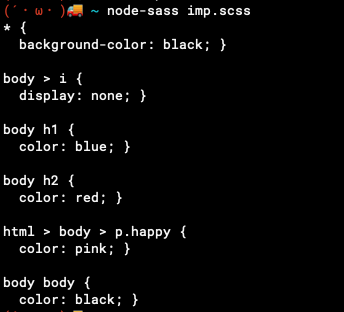 (´・ω・)🚚 ~ node-sass imp.scss
* {
  background-color: black; }

body > i {
  display: none; }

body h1 {
  color: blue; }

body h2 {
  color: red; }

html > body > p.happy {
  color: pink; }

body body {
  color: black; }